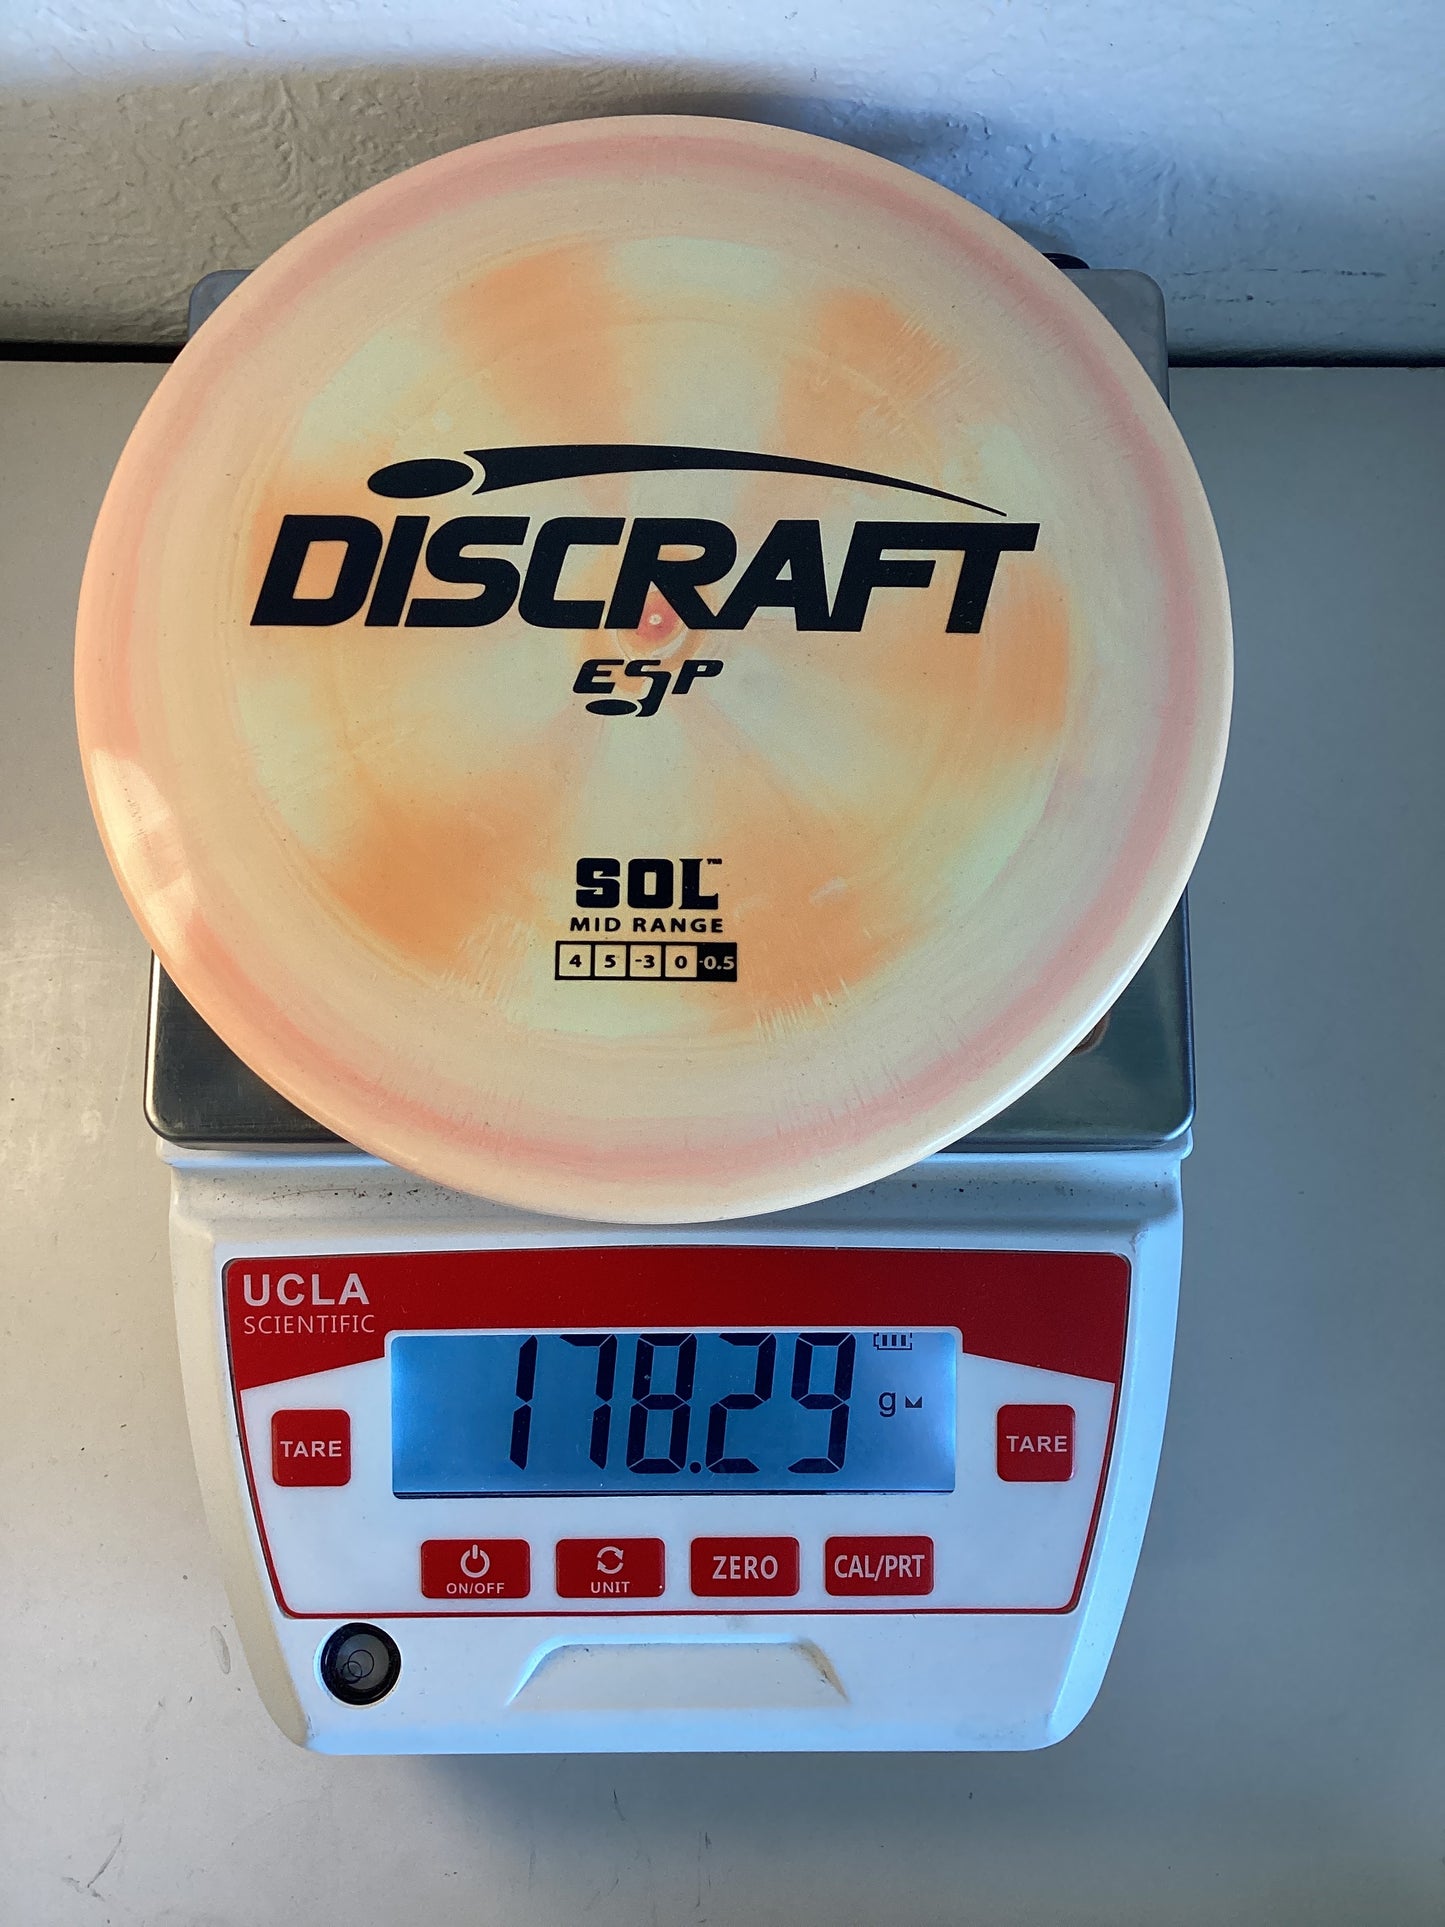 DISCRAFT
ESP
SOL™
MID RANGE
4 5 -3 0 -0.5
UCLA
SCIENTIFIC
178.29 g
TARE
TARE
ON/OFF
UNIT
ZERO
CAL/PRT